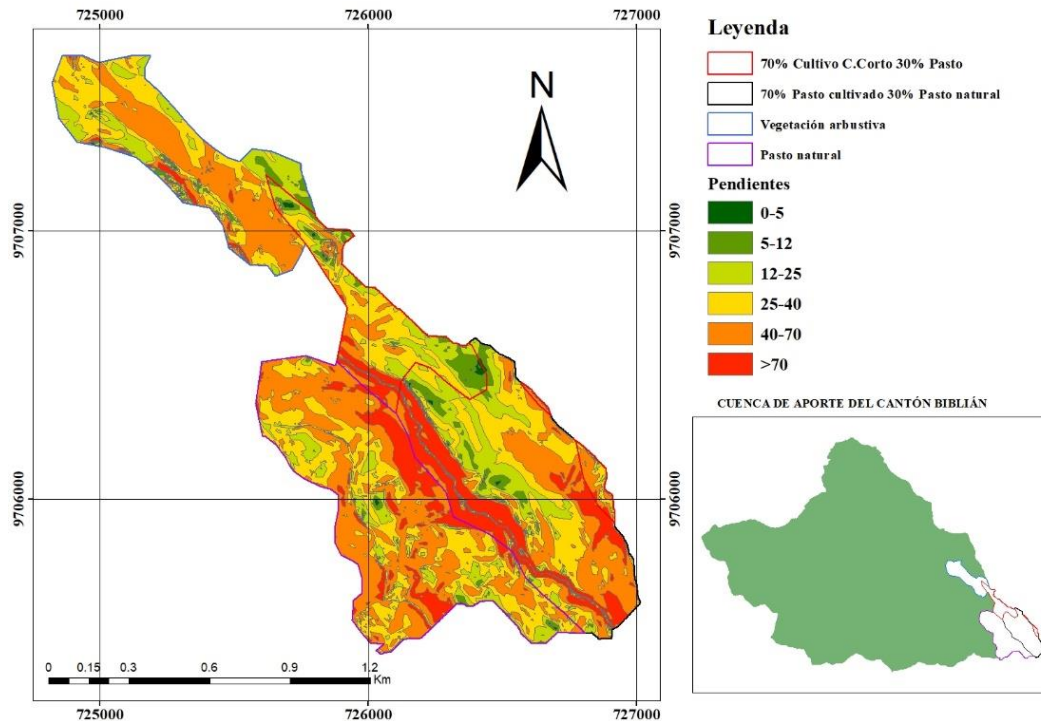 725000
726000
727000
9707000
9706000
N
0
0.15
0.3
0.6
0.9
1.2
Km
725000
726000
727000
9707000
9706000
Leyenda
70% Cultivo C.Corto 30% Pasto
70% Pasto cultivado 30% Pasto natural
Vegetación arbustiva
Pasto natural
Pendientes
0-5
5-12
12-25
25-40
40-70
>70
CUENCA DE APORTE DEL CANTÓN BIBLIÁN